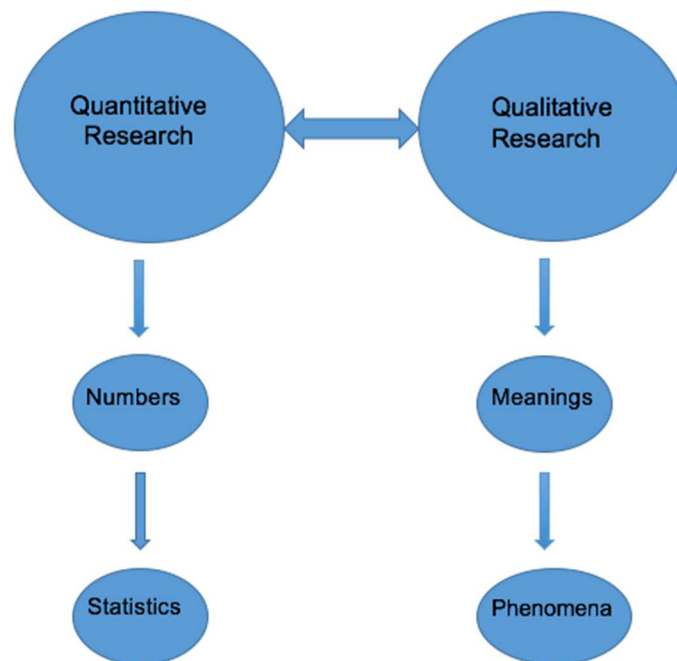 Quantitative
Research
Qualitative
Research
Numbers
Meanings
Statistics
Phenomena